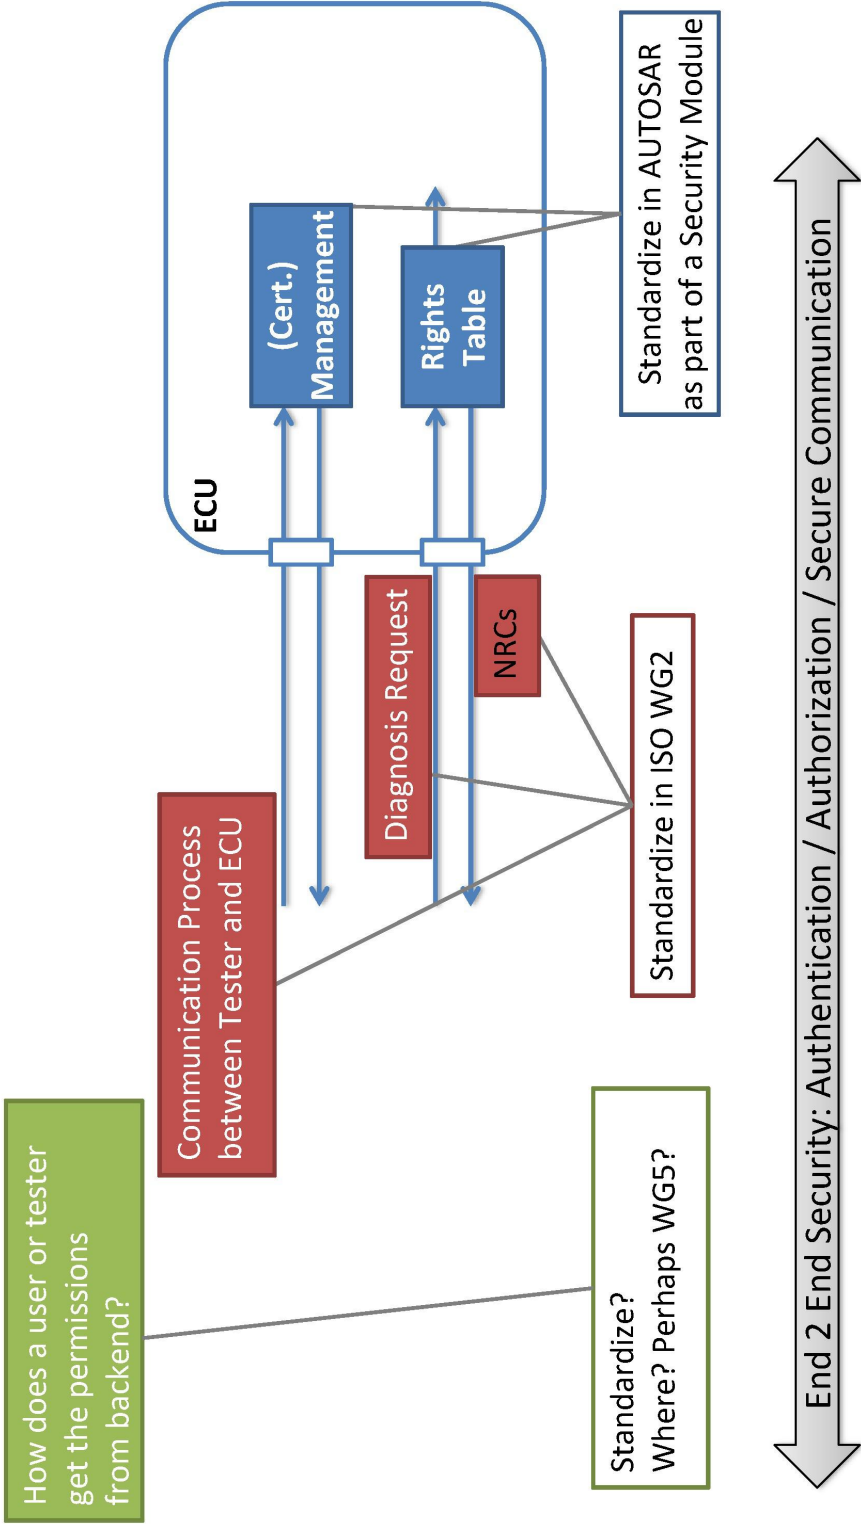 How does a user or tester
get the permissions
from backend?
Communication Process
between Tester and ECU
ECU
(Cert.)
Management
Diagnosis Request
Rights
Table
NRCs
Standardize?
Where? Perhaps WG5?
Standardize in ISO WG2
Standardize in AUTOSAR
as part of a Security Module
End 2 End Security: Authentication / Authorization / Secure Communication